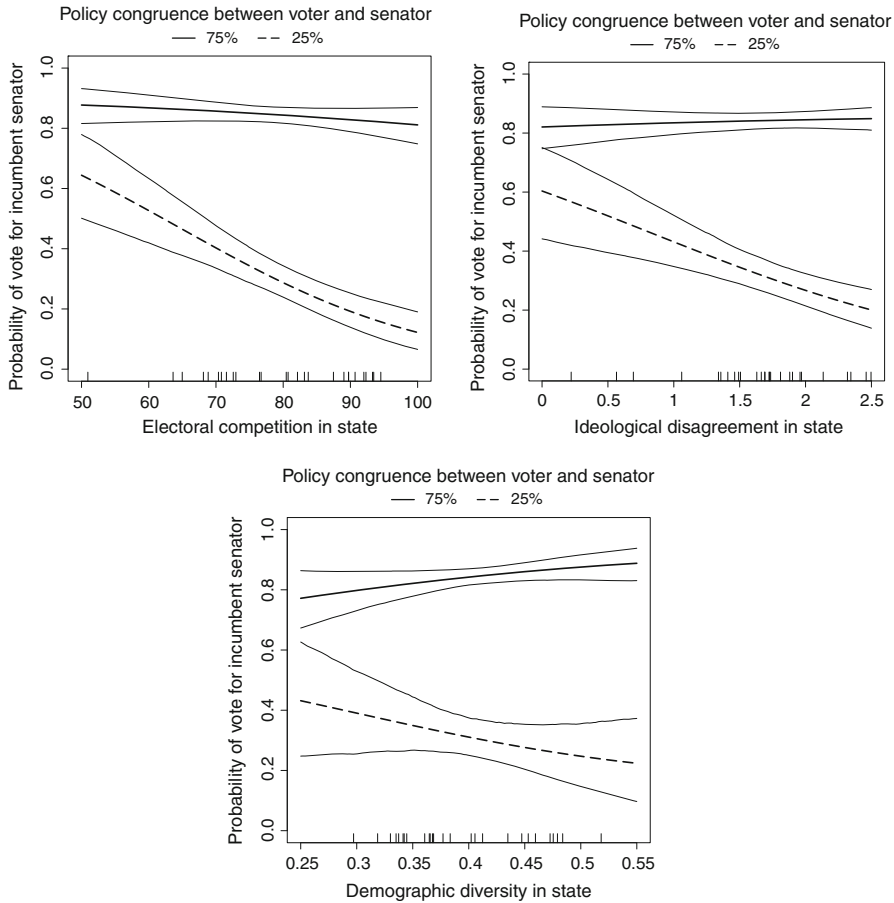 Policy congruence between voter and senator
75% 25%
Probability of vote for incumbent senator
0.0 0.2 0.4 0.6 0.8 1.0
50 60 70 80 90 100
Electoral competition in state
Policy congruence between voter and senator
75% 25%
Probability of vote for incumbent senator
0.0 0.2 0.4 0.6 0.8 1.0
0 0.5 1 1.5 2 2.5
Ideological disagreement in state
Policy congruence between voter and senator
75% 25%
Probability of vote for incumbent senator
0.0 0.2 0.4 0.6 0.8 1.0
0.25 0.3 0.35 0.4 0.45 0.5 0.55
Demographic diversity in state